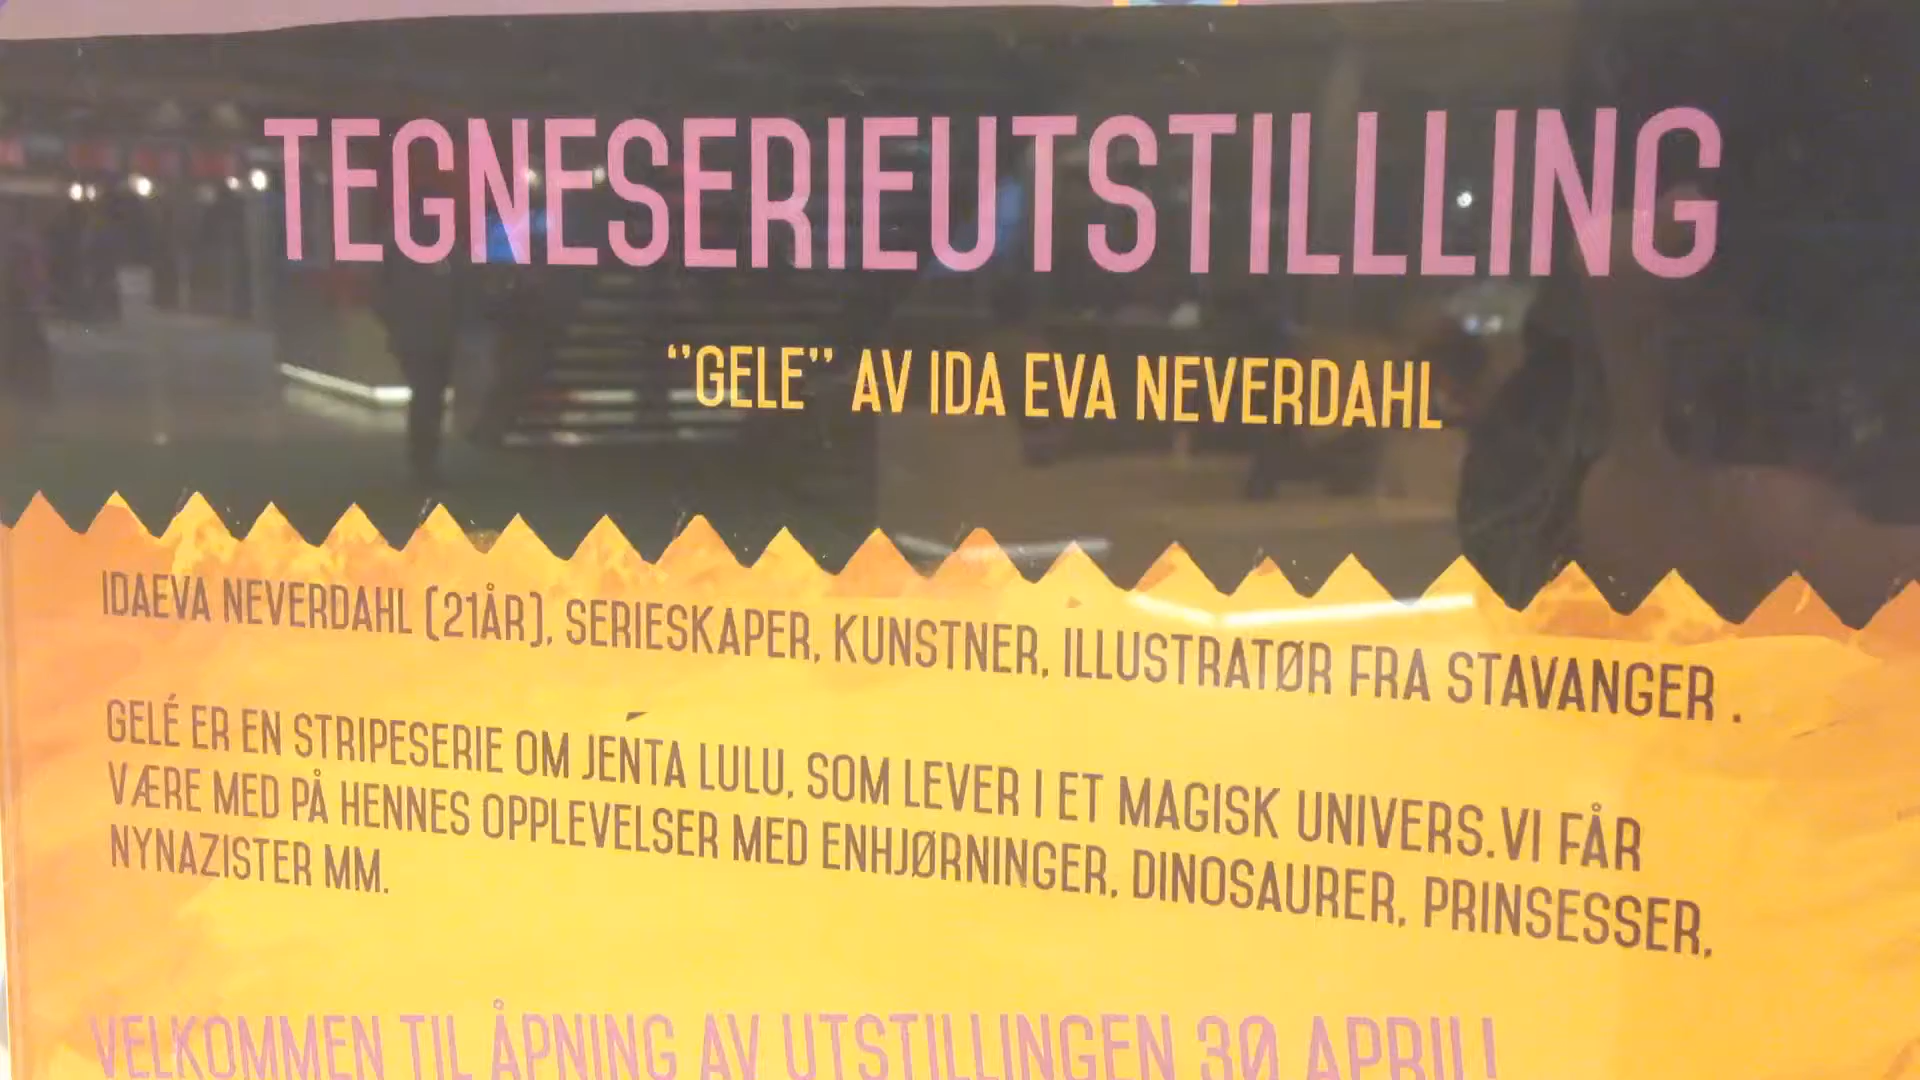 TEGNESERIEUTSTILLLING
‘’GELE’’ AV IDA EVA NEVERDAHL
IDAEVA NEVERDAHL (21ÅR), SERIESKAPER, KUNSTNER, ILLUSTRATØR FRA STAVANGER .
GELÉ ER EN STRIPESERIE OM JENTA LULU, SOM LEVER I ET MAGISK UNIVERS.VI FÅR
VÆRE MED PÅ HENNES OPPLEVELSER MED ENHJØRNINGER, DINOSAURER, PRINSESSER,
NYNAZISTER MM.
VELKOMMEN TIL ÅPNING AV UTSTILLINGEN 30 APRIL!